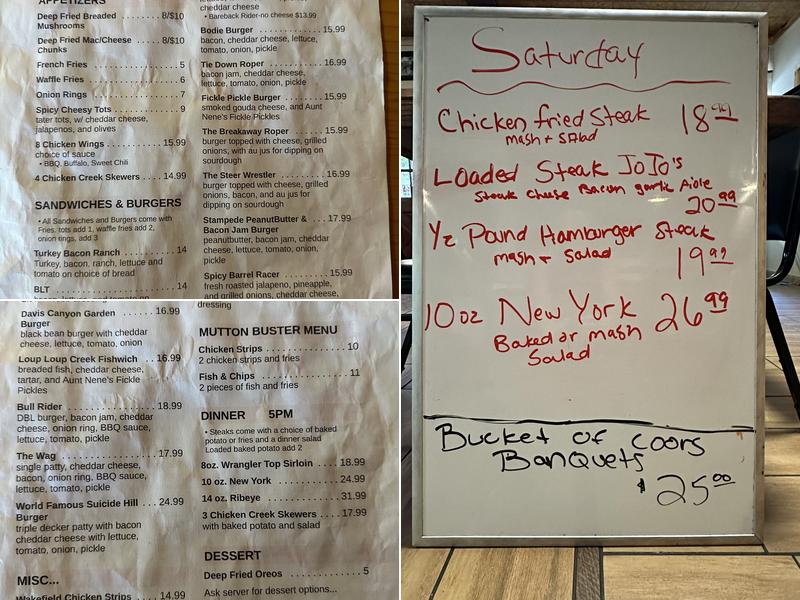 APPETIZERS
Deep Fried Breaded . . . . . . . . 8/$10
Mushrooms
Deep Fried Mac/Cheese . . . . . 8/$10
Chunks
French Fries . . . . . . . . . . . . . . . . . 5
Waffle Fries . . . . . . . . . . . . . . . . . 6
Onion Rings . . . . . . . . . . . . . . . . . 7
Spicy Cheesy Tots . . . . . . . . . . . . 9
tater tots, w/ cheddar cheese,
jalapenos, and olives
8 Chicken Wings . . . . . . . . . . . 15.99
choice of sauce
• BBQ, Buffalo, Sweet Chili
4 Chicken Creek Skewers . . . . 14.99
SANDWICHES & BURGERS
• All Sandwiches and Burgers come with
Fries, tots add 1, waffle fries add 2,
onion rings, add 3
Turkey Bacon Ranch . . . . . . . . . . 14
Turkey, bacon, ranch, lettuce and
tomato on choice of bread
BLT . . . . . . . . . . . . . . . . . . . . . . . . 14
bacon, lettuce and tomato on
cheddar cheese
• Bareback Rider-no cheese $13.99
Bodie Burger . . . . . . . . . . . . . . 15.99
bacon, cheddar cheese, lettuce,
tomato, onion, pickle
Tie Down Roper . . . . . . . . . . . . 16.99
bacon jam, cheddar cheese,
lettuce, tomato, onion, pickle
Fickle Pickle Burger . . . . . . . . . 15.99
smoked gouda cheese, and Aunt
Nene's Fickle Pickles
The Breakaway Roper . . . . . . . 15.99
burger topped with cheese, grilled
onions, with au jus for dipping on
sourdough
The Steer Wrestler . . . . . . . . . . 16.99
burger topped with cheese, grilled
onions, bacon, and au jus for
dipping on sourdough
Stampede PeanutButter & . . . 17.99
Bacon Jam Burger
peanutbutter, bacon jam, cheddar
cheese, lettuce, tomato, onion,
pickle
Spicy Barrel Racer . . . . . . . . . . 15.99
fresh roasted jalapeno, pineapple,
and grilled onions, cheddar cheese,
dressing
Davis Canyon Garden . . . . . . . 16.99
Burger
black bean burger with cheddar
cheese, lettuce, tomato, onion
Loup Loup Creek Fishwich . . 16.99
breaded fish, cheddar cheese,
tartar, and Aunt Nene's Fickle
Pickles
Bull Rider . . . . . . . . . . . . . . . . . 18.99
DBL burger, bacon jam, cheddar
cheese, onion ring, BBQ sauce,
lettuce, tomato, pickle
The Wag . . . . . . . . . . . . . . . . . . 17.99
single patty, cheddar cheese,
bacon, onion ring, BBQ sauce,
lettuce, tomato, pickle
World Famous Suicide Hill . . . 24.99
Burger
triple decker patty with bacon
cheddar cheese with lettuce,
tomato, onion, pickle
MISC...
Wakefield Chicken Strips . . . . . 14.99
MUTTON BUSTER MENU
Chicken Strips . . . . . . . . . . . . . . . 10
2 chicken strips and fries
Fish & Chips . . . . . . . . . . . . . . . . 11
2 pieces of fish and fries
DINNER 5PM
• Steaks come with a choice of baked
potato or fries and a dinner salad
Loaded baked potato add 2
8oz. Wrangler Top Sirloin . . . . 18.99
10 oz. New York . . . . . . . . . . . . 24.99
14 oz. Ribeye . . . . . . . . . . . . . . 31.99
3 Chicken Creek Skewers . . . . 17.99
with baked potato and salad
DESSERT
Deep Fried Oreos . . . . . . . . . . . . . 5
Ask server for dessert options...
Saturday
Chicken fried Steak 18.99
mash + Salad
Loaded Steak JoJo's
Steak Cheese Bacon garlic Aiole
20.99
1/2 Pound Hamburger Steak
mash + Salad 19.99
10oz New York 26.99
Baked or mash
Salad
Bucket of Coors
Banquets
$25.00